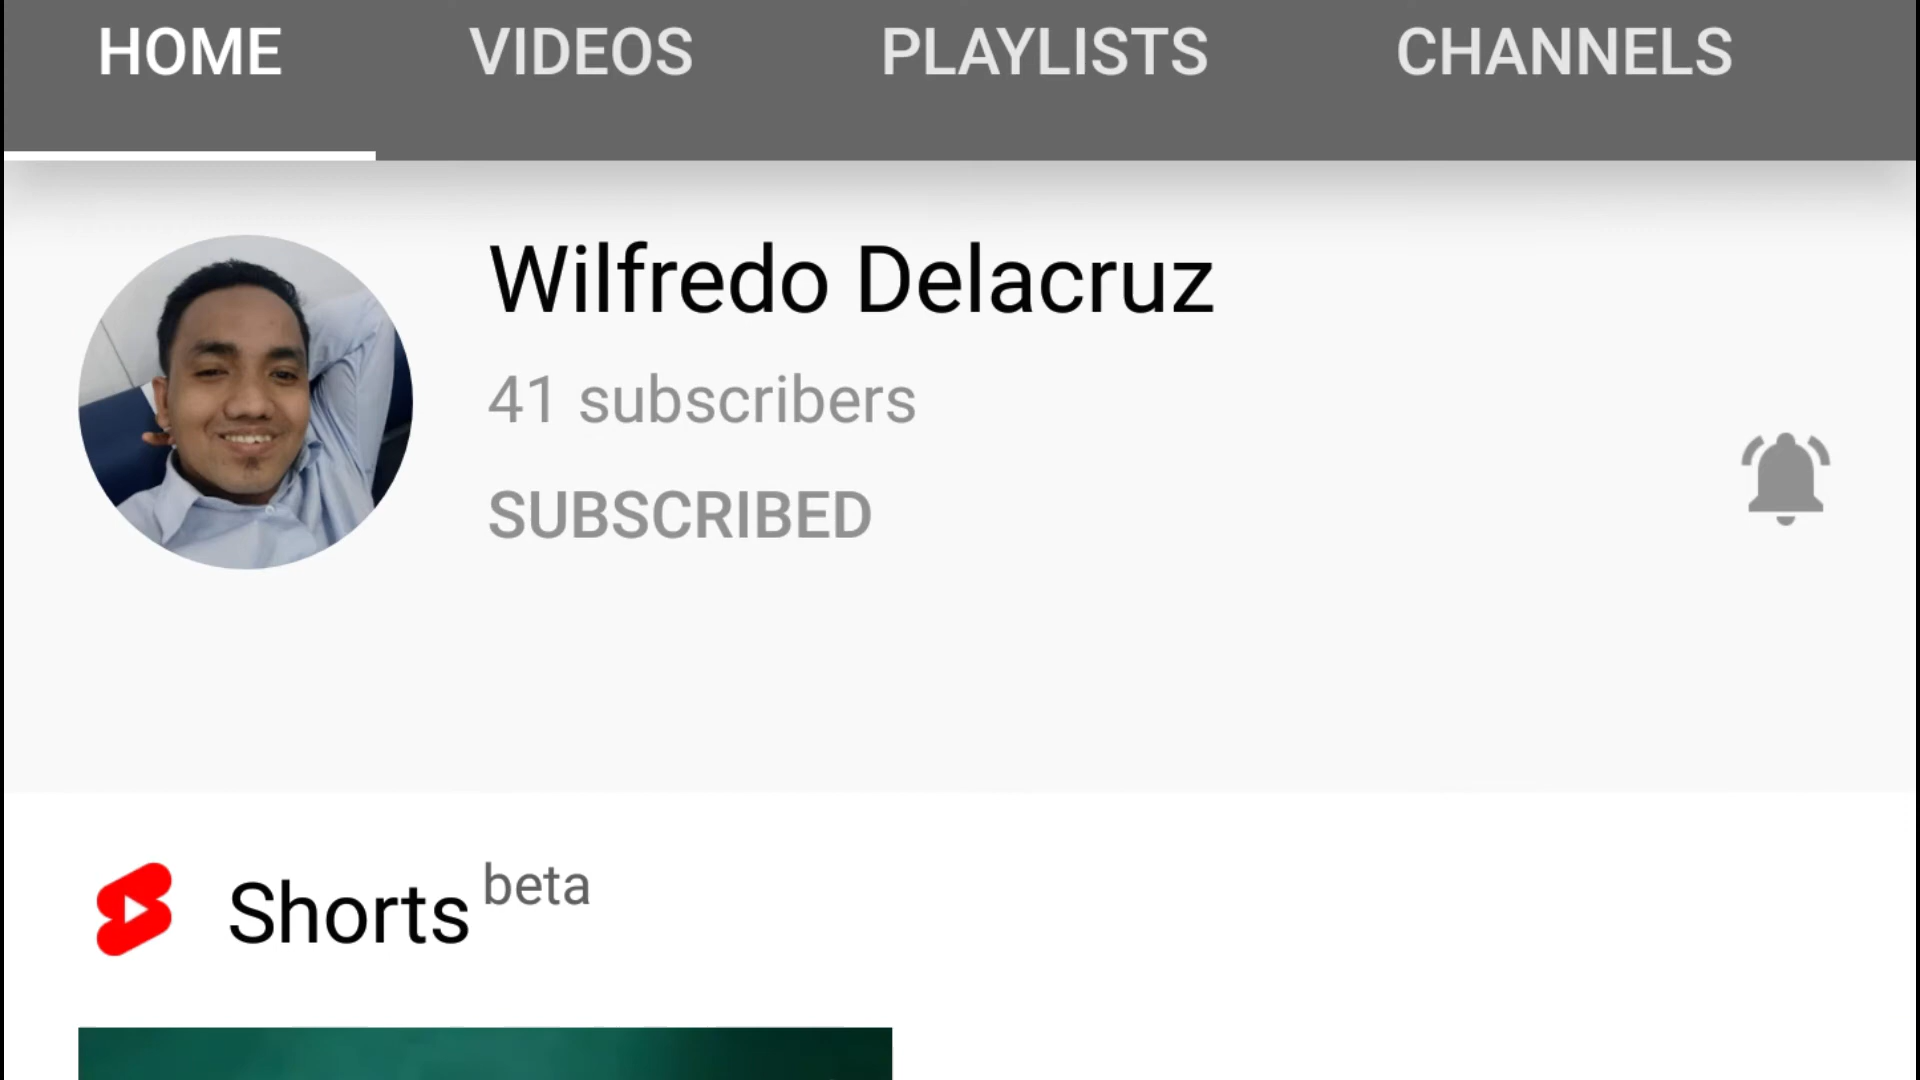 HOME VIDEOS PLAYLISTS CHANNELS
Wilfredo Delacruz
41 subscribers
SUBSCRIBED
Shorts beta